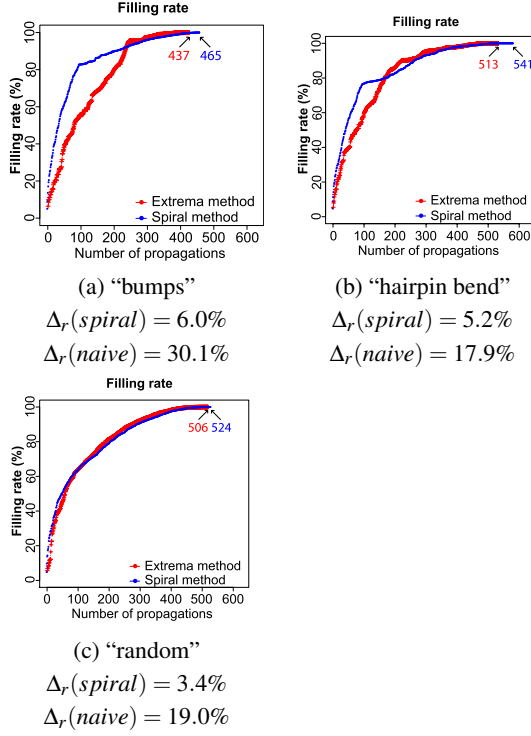 Filling rate
Filling rate (%)
0 20 40 60 80 100
437 465
Extrema method
Spiral method
0 100 200 300 400 500 600
Number of propagations
(a) “bumps”
Δr(spiral) = 6.0%
Δr(naive) = 30.1%
Filling rate
Filling rate (%)
0 20 40 60 80 100
513 541
Extrema method
Spiral method
0 100 200 300 400 500 600
Number of propagations
(b) “hairpin bend”
Δr(spiral) = 5.2%
Δr(naive) = 17.9%
Filling rate
Filling rate (%)
0 20 40 60 80 100
506 524
Extrema method
Spiral method
0 100 200 300 400 500 600
Number of propagations
(c) “random”
Δr(spiral) = 3.4%
Δr(naive) = 19.0%